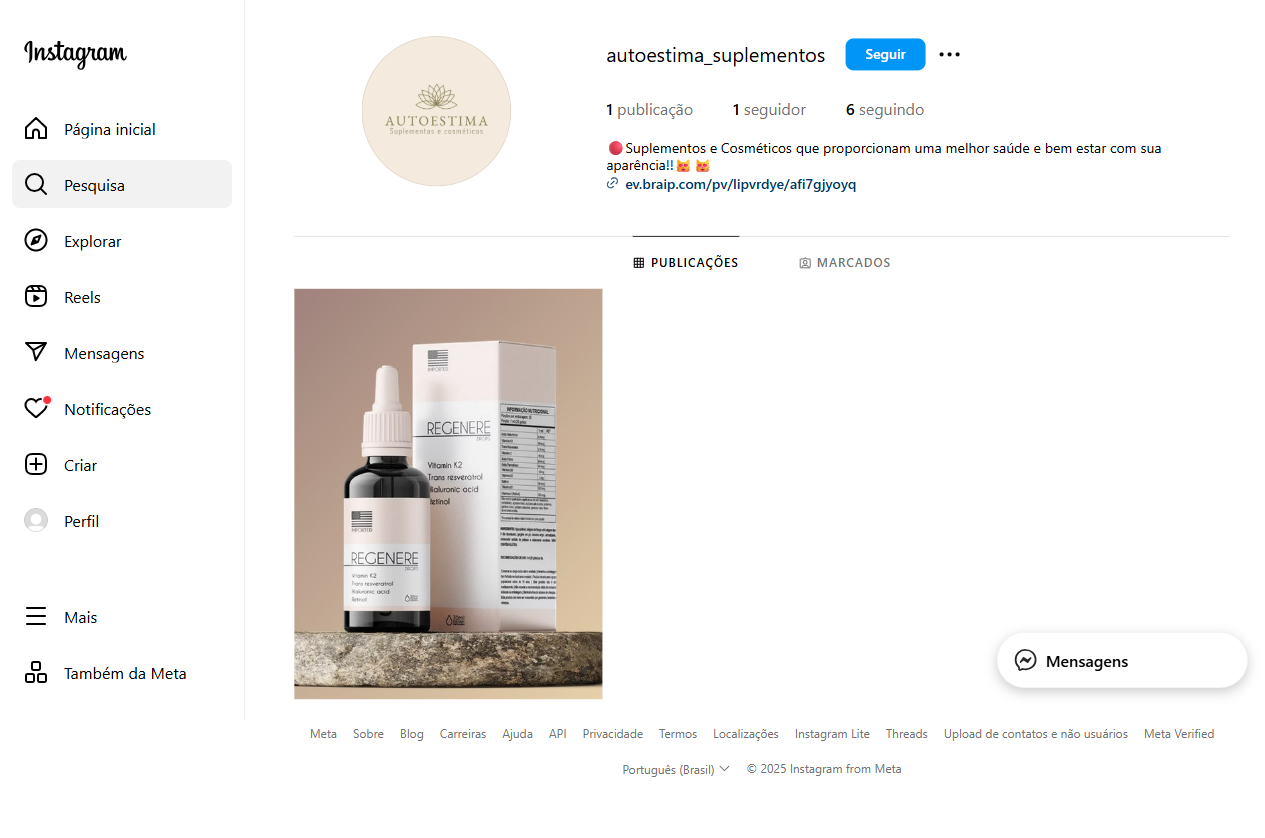 Instagram
Página inicial
Pesquisa
Explorar
Reels
Mensagens
Notificações
Criar
Perfil
Mais
Também da Meta
AUTOESTIMA
Suplementos e cosméticos
autoestima_suplementos
Seguir
1 publicação 1 seguidor 6 seguindo
Suplementos e Cosméticos que proporcionam uma melhor saúde e bem estar com sua
aparência!!
ev.braip.com/pv/lipvrdye/afi7gjyoyq
PUBLICAÇÕES
MARCADOS
IMPORTED
REGENERE
DROPS
Vitamin K2
Trans resveratrol
Hialuronic acid
Retinol
INFORMAÇÃO NUTRICIONAL
IMPORTED
REGENERE
DROPS
Vitamin K2
Trans resveratrol
Hialuronic acid
Retinol
Mensagens
Meta Sobre Blog Carreiras Ajuda API Privacidade Termos Localizações Instagram Lite Threads Upload de contatos e não usuários Meta Verified
Português (Brasil) © 2025 Instagram from Meta